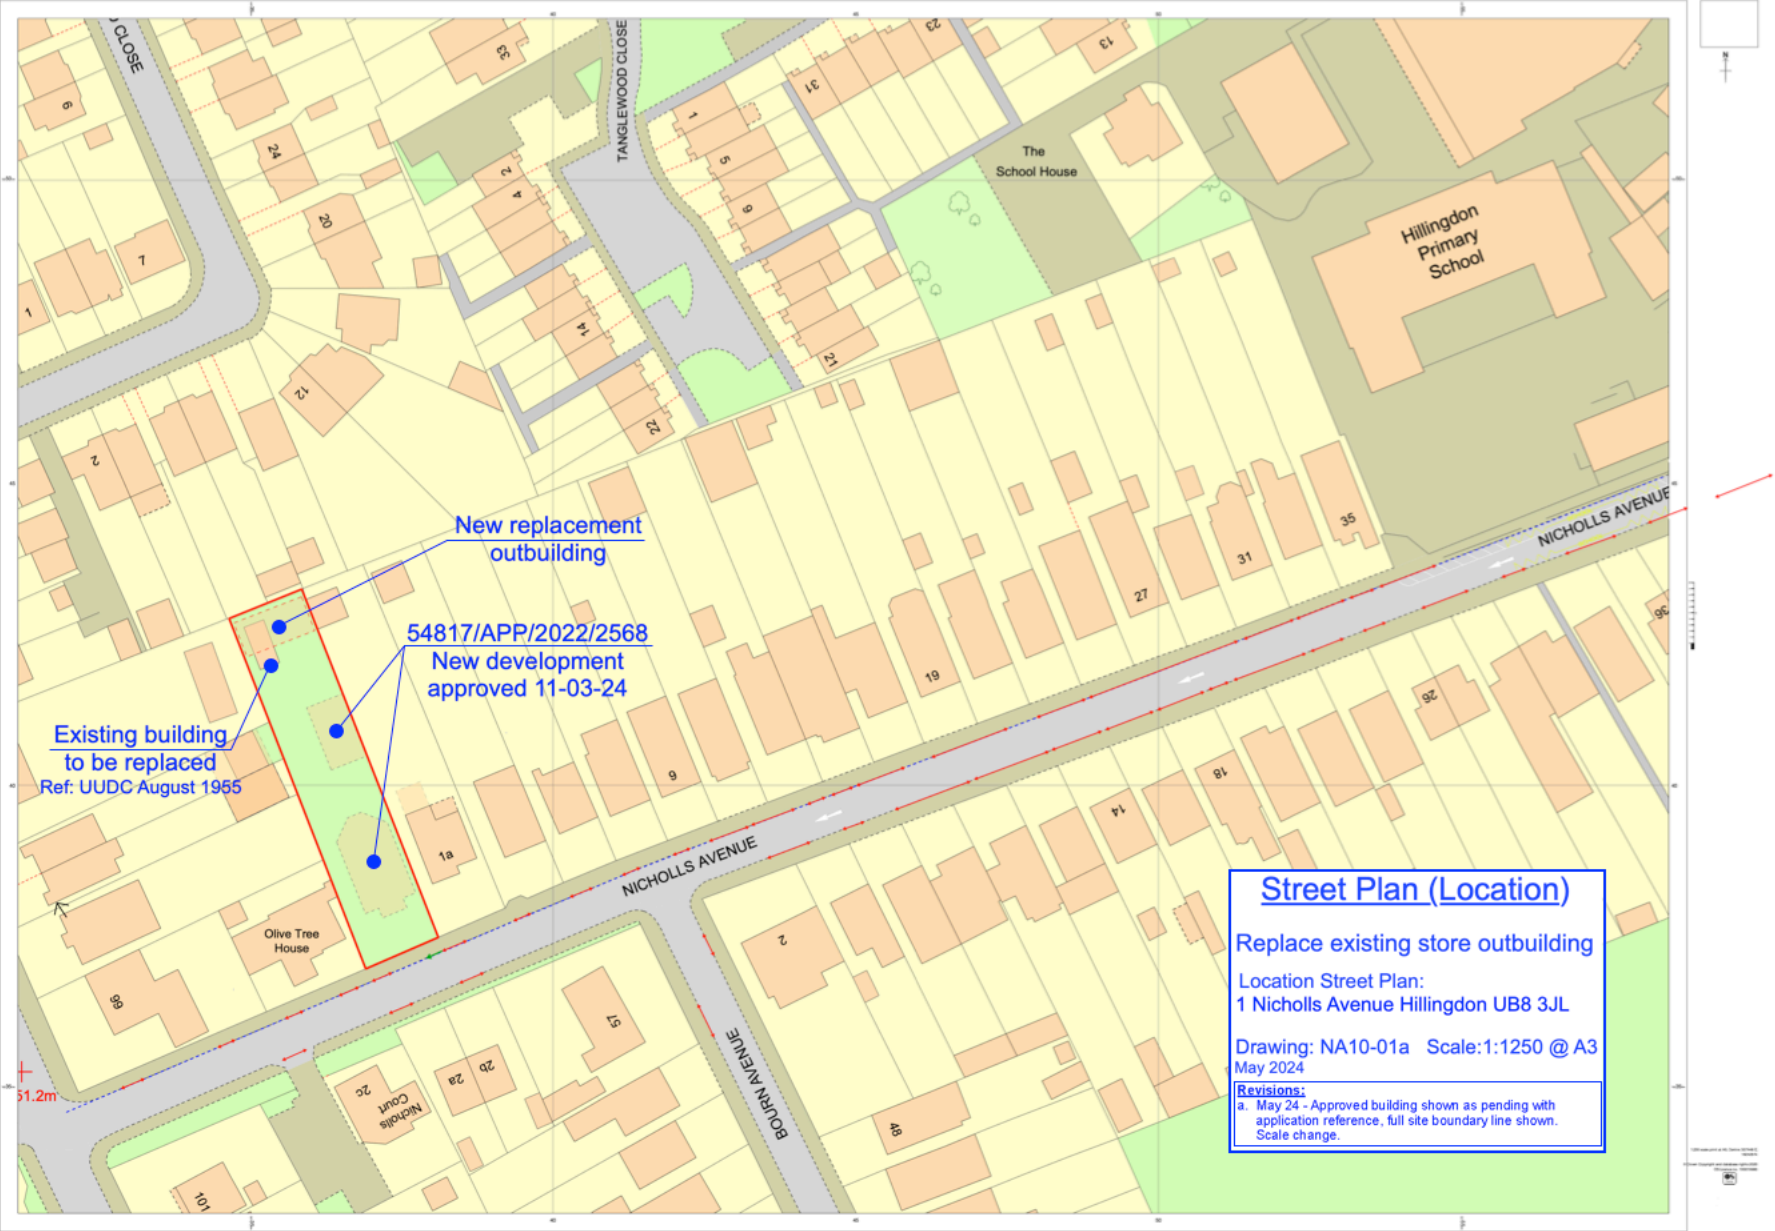 D CLOSE
33
TANGLEWOOD CLOSE
31
23
13
6
24
2
4
1
5
9
The
School House
20
7
1
Hillingdon
Primary
School
12
14
21
22
2
35
31
27
19
NICHOLLS AVENUE
New replacement
outbuilding
54817/APP/2022/2568
New development
approved 11-03-24
Existing building
to be replaced
Ref: UUDC August 1955
36
26
18
14
9
1a
NICHOLLS AVENUE
Olive Tree
House
2
66
57
BOURN AVENUE
51.2m
2c
Nicholls
Court
2a
2b
48
101
Street Plan (Location)
Replace existing store outbuilding
Location Street Plan:
1 Nicholls Avenue Hillingdon UB8 3JL
Drawing: NA10-01a Scale:1:1250 @ A3
May 2024
Revisions:
a. May 24 - Approved building shown as pending with
application reference, full site boundary line shown.
Scale change.
N